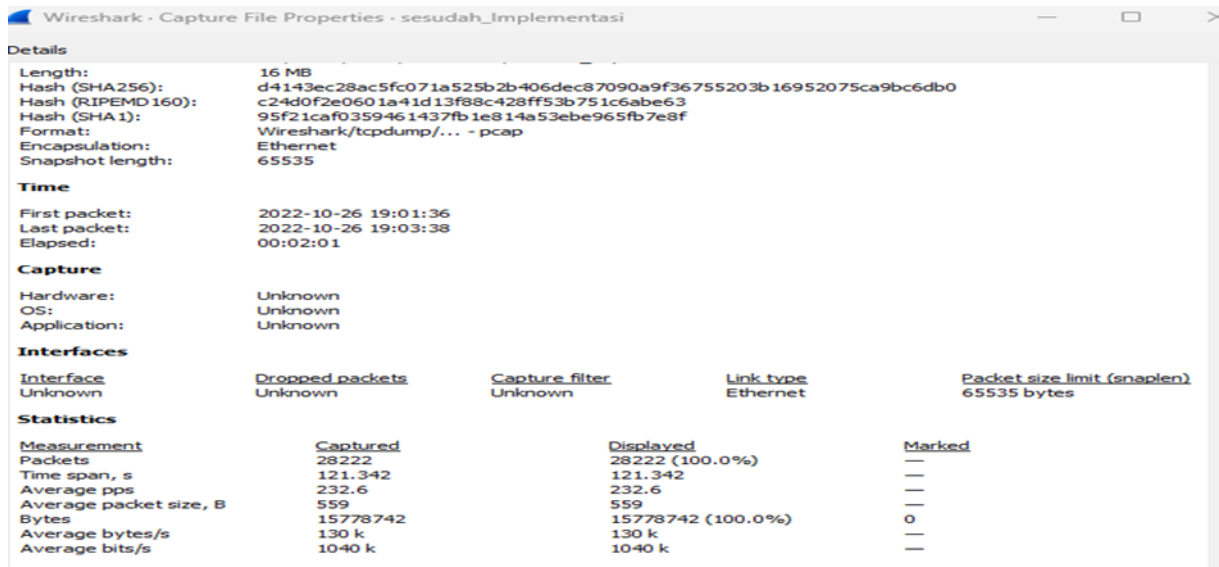 Wireshark · Capture File Properties · sesudah_Implementasi
Details
Length: 16 MB
Hash (SHA256): d4143ec28ac5fc071a525b2b406dec87090a9f36755203b16952075ca9bc6db0
Hash (RIPEMD160): c24d0f2e0601a41d13f88c428ff53b751c6abe63
Hash (SHA1): 95f21caf0359461437fb1e814a53ebe965fb7e8f
Format: Wireshark/tcpdump/... - pcap
Encapsulation: Ethernet
Snapshot length: 65535
Time
First packet: 2022-10-26 19:01:36
Last packet: 2022-10-26 19:03:38
Elapsed: 00:02:01
Capture
Hardware: Unknown
OS: Unknown
Application: Unknown
Interfaces
Interface Dropped packets Capture filter Link type Packet size limit (snaplen)
Unknown Unknown Unknown Ethernet 65535 bytes
Statistics
Measurement Captured Displayed Marked
Packets 28222 28222 (100.0%) —
Time span, s 121.342 121.342 —
Average pps 232.6 232.6 —
Average packet size, B 559 559 —
Bytes 15778742 15778742 (100.0%) 0
Average bytes/s 130 k 130 k —
Average bits/s 1040 k 1040 k —